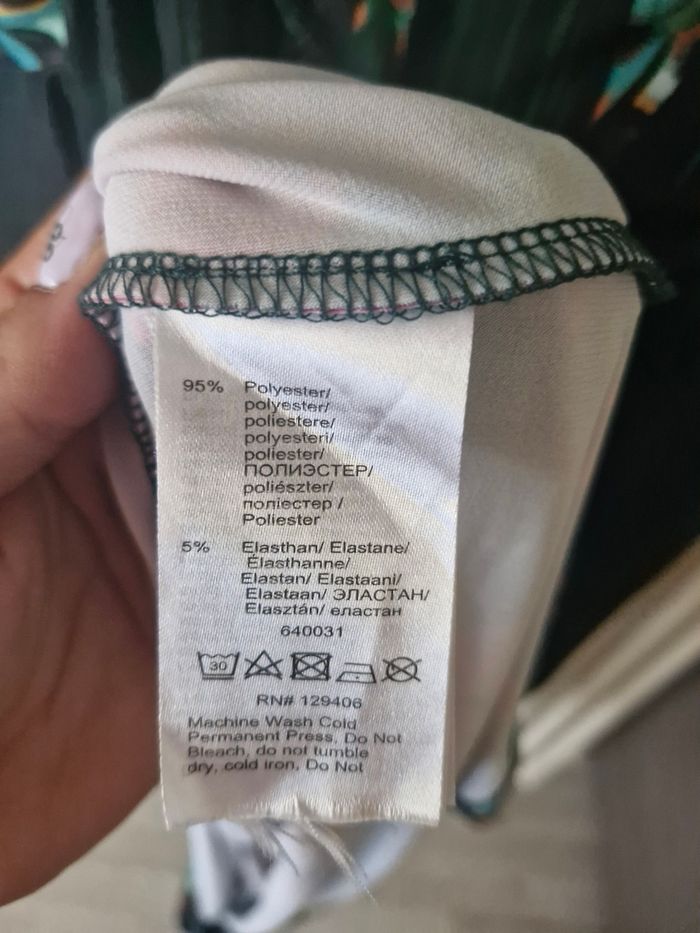 95% Polyester/
polyester/
poliestere/
polyesteri/
poliester/
ПОЛИЭСТЕР/
poliészter/
поліестер /
Poliester
5% Elasthan/ Elastane/
Élasthanne/
Elastan/ Elastaani/
Elastaan/ ЭЛАСТАН/
Elasztán/ еластан
640031
30
RN# 129406
Machine Wash Cold
Permanent Press, Do Not
Bleach, do not tumble
dry, cold iron, Do Not